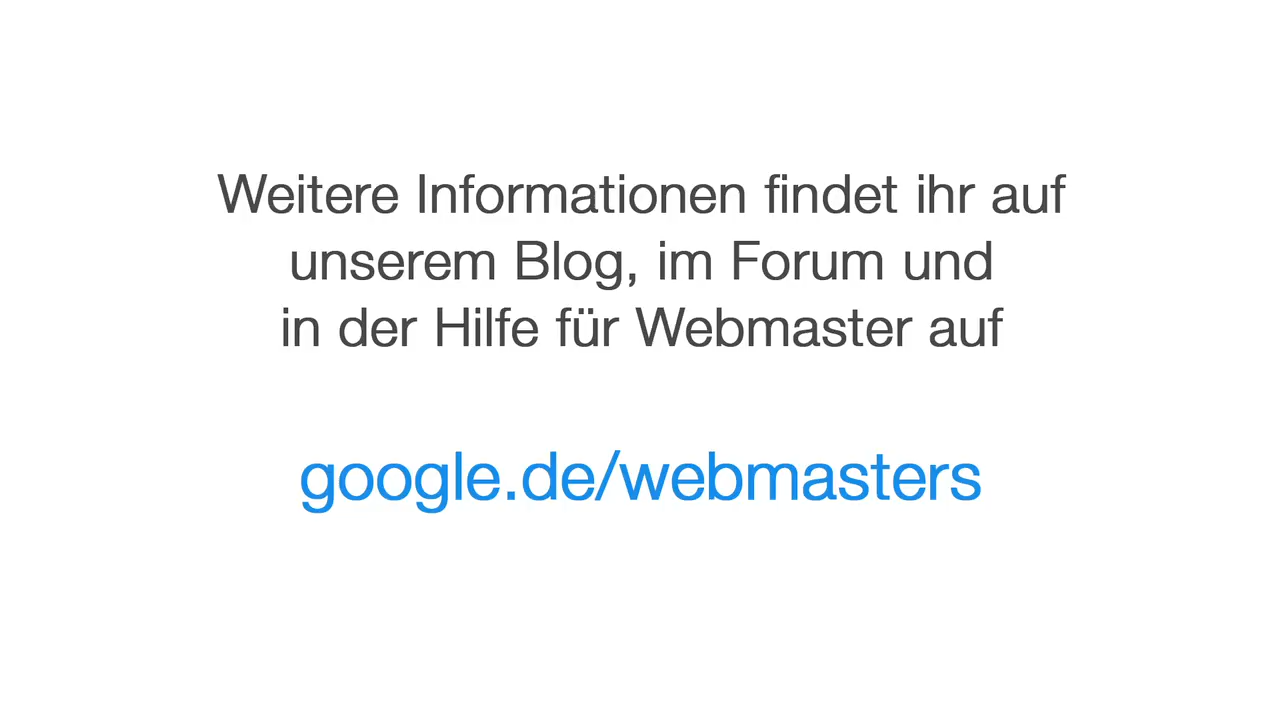 Weitere Informationen findet ihr auf
unserem Blog, im Forum und
in der Hilfe für Webmaster auf
google.de/webmasters